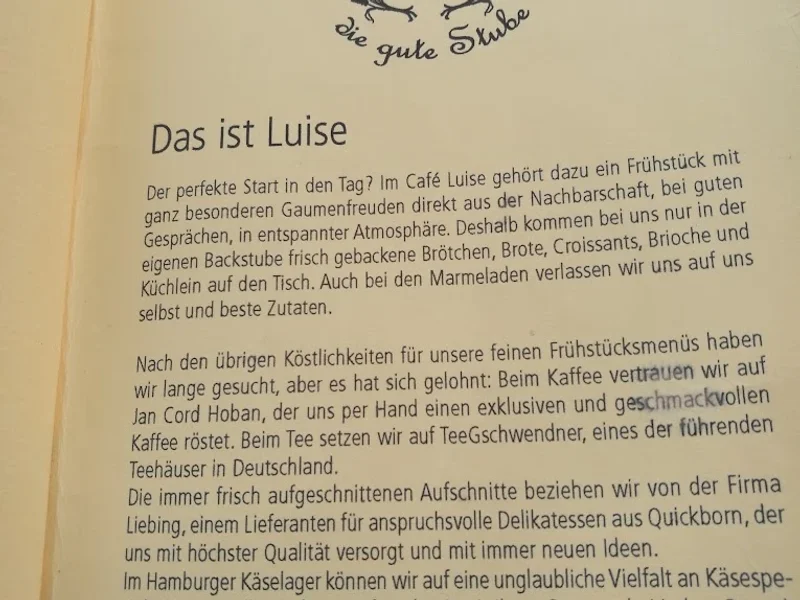 die gute Stube
Das ist Luise
Der perfekte Start in den Tag? Im Café Luise gehört dazu ein Frühstück mit
ganz besonderen Gaumenfreuden direkt aus der Nachbarschaft, bei guten
Gesprächen, in entspannter Atmosphäre. Deshalb kommen bei uns nur in der
eigenen Backstube frisch gebackene Brötchen, Brote, Croissants, Brioche und
Küchlein auf den Tisch. Auch bei den Marmeladen verlassen wir uns auf uns
selbst und beste Zutaten.
Nach den übrigen Köstlichkeiten für unsere feinen Frühstücksmenüs haben
wir lange gesucht, aber es hat sich gelohnt: Beim Kaffee vertrauen wir auf
Jan Cord Hoban, der uns per Hand einen exklusiven und geschmackvollen
Kaffee röstet. Beim Tee setzen wir auf TeeGschwendner, eines der führenden
Teehäuser in Deutschland.
Die immer frisch aufgeschnittenen Aufschnitte beziehen wir von der Firma
Liebing, einem Lieferanten für anspruchsvolle Delikatessen aus Quickborn, der
uns mit höchster Qualität versorgt und mit immer neuen Ideen.
Im Hamburger Käselager können wir auf eine unglaubliche Vielfalt an Käsespe-